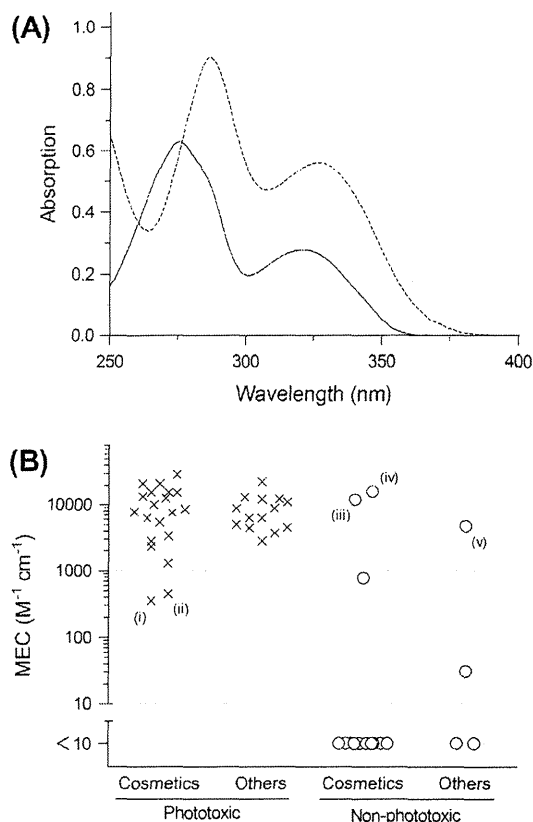 (A)
1.0
0.8
0.6
0.4
0.2
0.0
Absorption
250
300
350
400
Wavelength (nm)
(B)
10000
1000
100
10
<10
MEC (M⁻¹ cm⁻¹)
(i)
(ii)
(iii)
(iv)
(v)
Cosmetics
Others
Cosmetics
Others
Phototoxic
Non-phototoxic